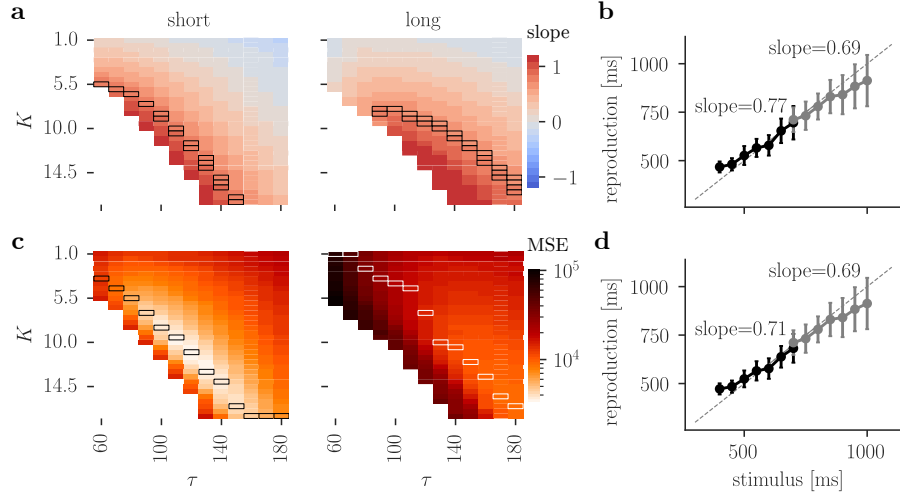 a
short
long
slope
b
1.0
5.5
10.0
14.5
K
1
0
−1
slope=0.69
slope=0.77
1000
750
500
reproduction [ms]
c
MSE
d
1.0
5.5
10.0
14.5
K
10^5
10^4
60
100
140
180
τ
60
100
140
180
τ
slope=0.69
slope=0.71
1000
750
500
reproduction [ms]
500
1000
stimulus [ms]